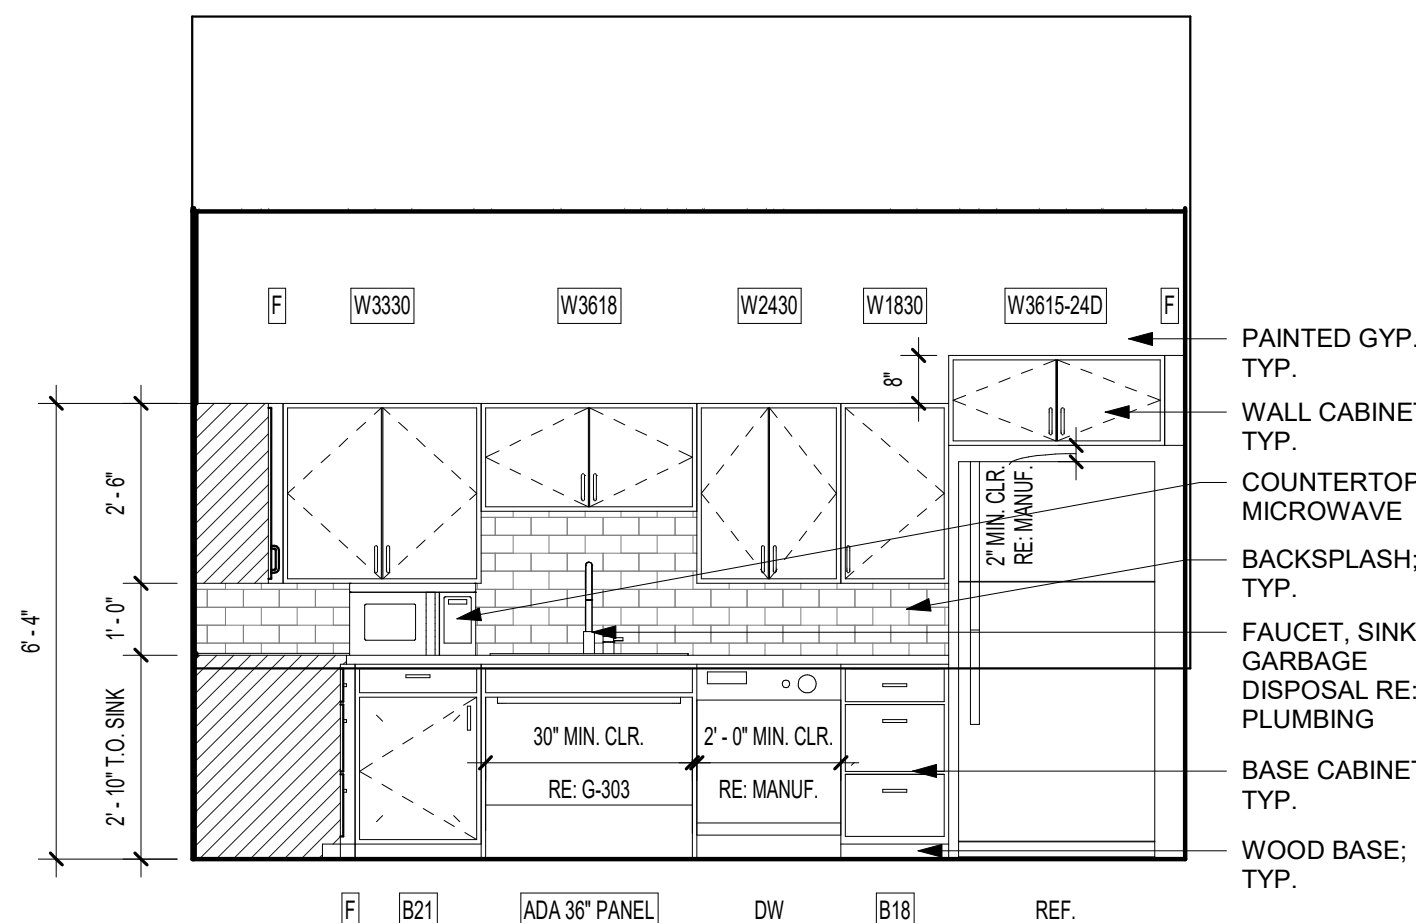 F W3330 W3618 W2430 W1830 W3615-24D F
PAINTED GYP.
TYP.
8"
WALL CABINET
TYP.
2' - 6"
COUNTERTOP
MICROWAVE
2" MIN. CLR.
RE: MANUF.
BACKSPLASH;
TYP.
1' - 0"
6' - 4"
FAUCET, SINK
GARBAGE
DISPOSAL RE:
PLUMBING
2' - 10" T.O. SINK
30" MIN. CLR.
RE: G-303
2' - 0" MIN. CLR.
RE: MANUF.
BASE CABINET
TYP.
WOOD BASE;
TYP.
F B21 ADA 36" PANEL DW B18 REF.